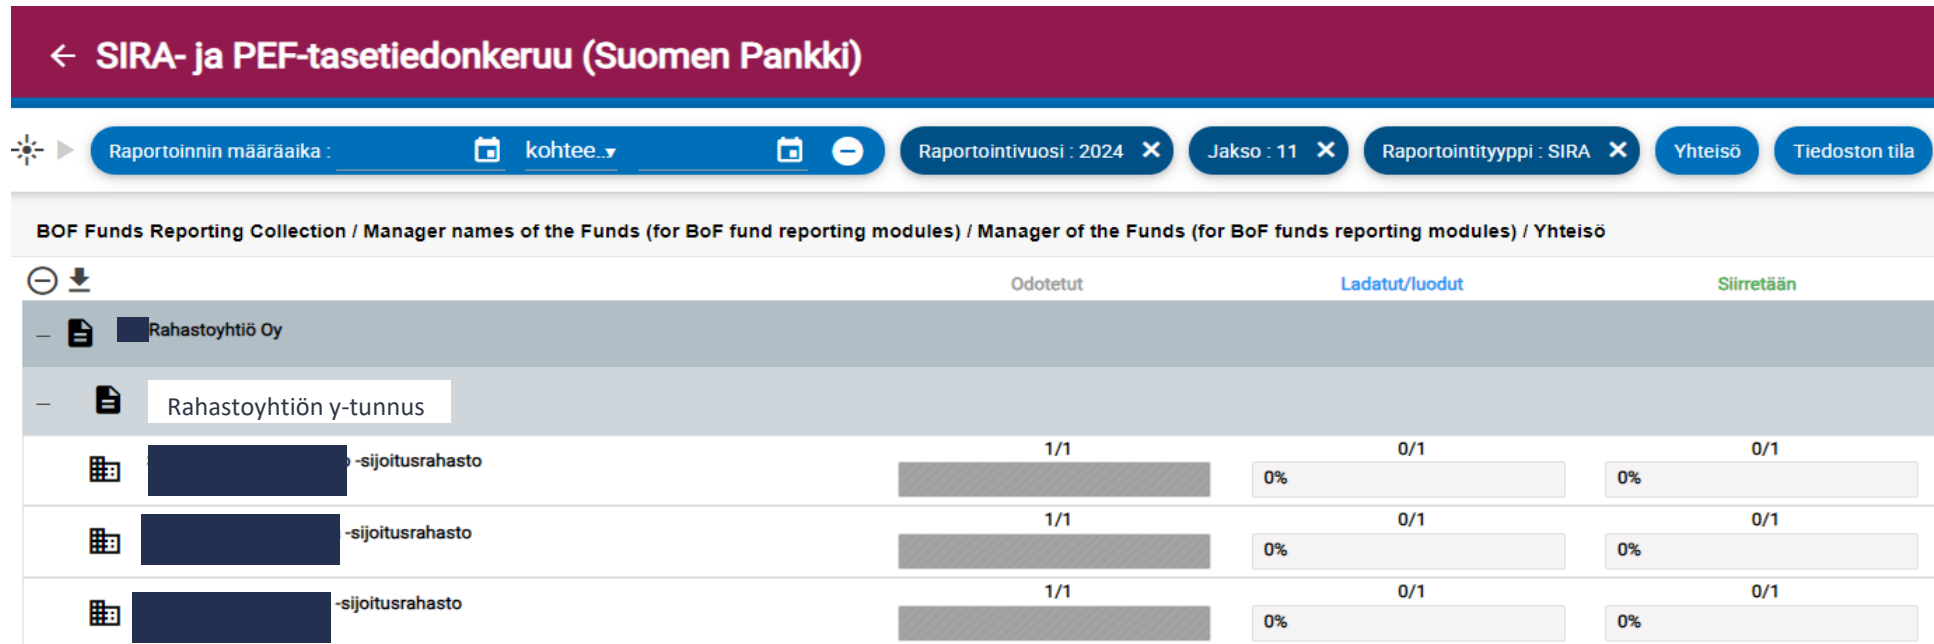 SIRA- ja PEF-tasetiedonkeruu (Suomen Pankki)
Raportoinnin määräaika : kohtee.. Raportointivuosi : 2024 Jakso : 11 Raportointityyppi : SIRA Yhteisö Tiedoston tila
BOF Funds Reporting Collection / Manager names of the Funds (for BoF fund reporting modules) / Manager of the Funds (for BoF funds reporting modules) / Yhteisö
Odotetut Ladatut/luodut Siirretään
Rahastoyhtiö Oy
Rahastoyhtiön y-tunnus
-sijoitusrahasto 1/1 0/1 0/1
0% 0%
-sijoitusrahasto 1/1 0/1 0/1
0% 0%
-sijoitusrahasto 1/1 0/1 0/1
0% 0%